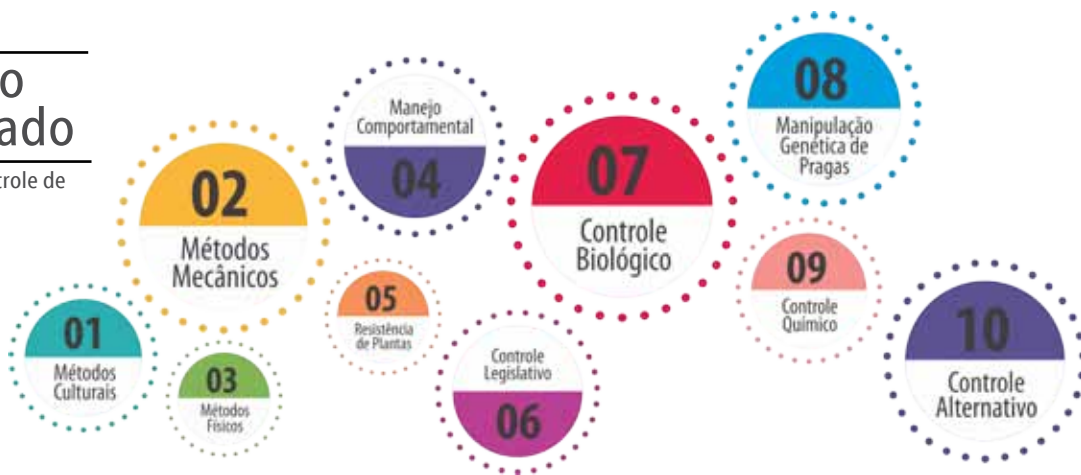 o
ado
trole de
01
Métodos
Culturais
02
Métodos
Mecânicos
03
Métodos
Físicos
Manejo
Comportamental
04
05
Resistência
de Plantas
Controle
Legislativo
06
07
Controle
Biológico
08
Manipulação
Genética de
Pragas
09
Controle
Químico
10
Controle
Alternativo